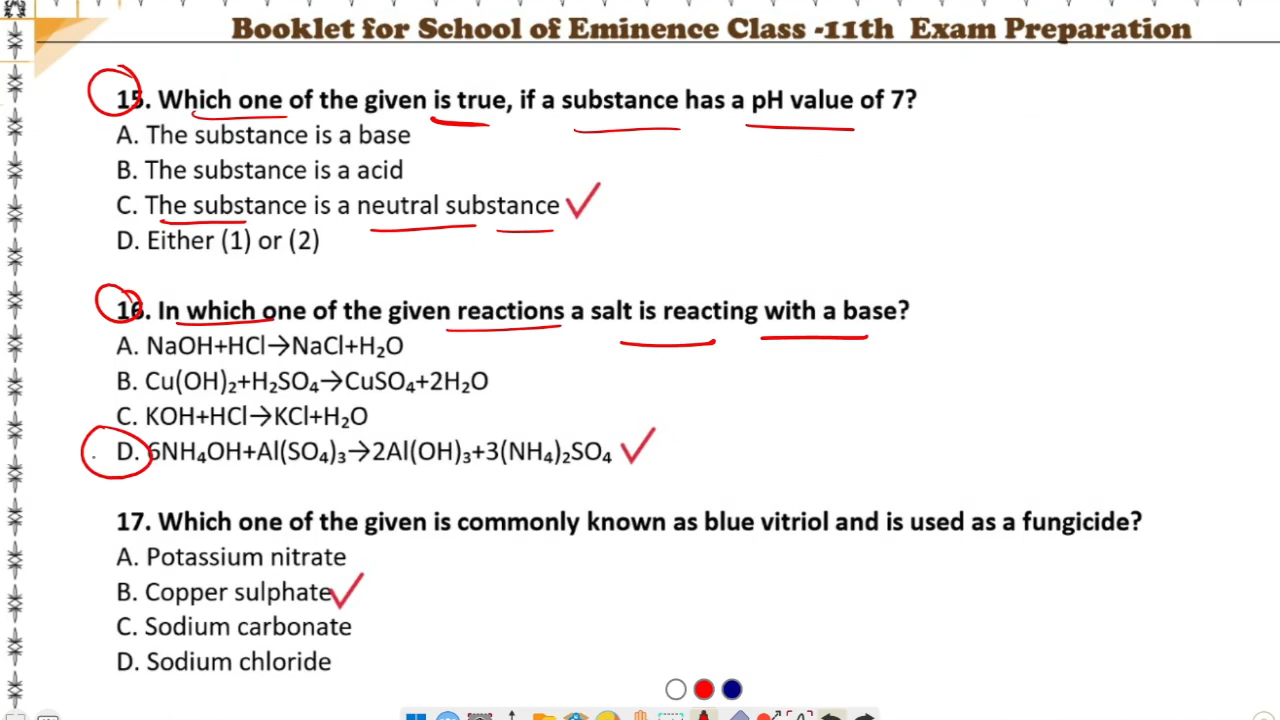 Booklet for School of Eminence Class -11th Exam Preparation
15. Which one of the given is true, if a substance has a pH value of 7?
A. The substance is a base
B. The substance is a acid
C. The substance is a neutral substance
D. Either (1) or (2)
16. In which one of the given reactions a salt is reacting with a base?
A. NaOH+HCl→NaCl+H₂O
B. Cu(OH)₂+H₂SO₄→CuSO₄+2H₂O
C. KOH+HCl→KCl+H₂O
D. 6NH₄OH+Al(SO₄)₃→2Al(OH)₃+3(NH₄)₂SO₄
17. Which one of the given is commonly known as blue vitriol and is used as a fungicide?
A. Potassium nitrate
B. Copper sulphate
C. Sodium carbonate
D. Sodium chloride